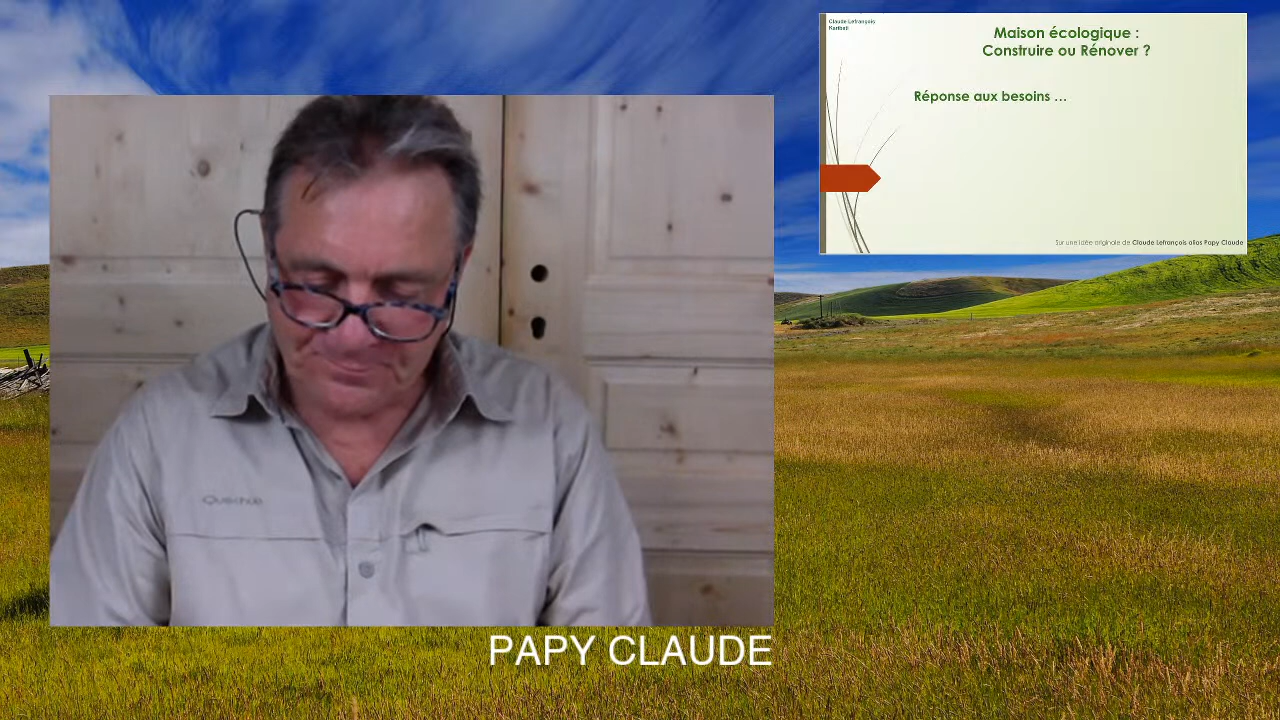 Claude Lefrançois
Karibati
Maison écologique :
Construire ou Rénover ?
Réponse aux besoins ...
Sur une idée originale de Claude Lefrançois alias Papy Claude
Quechua
PAPY CLAUDE